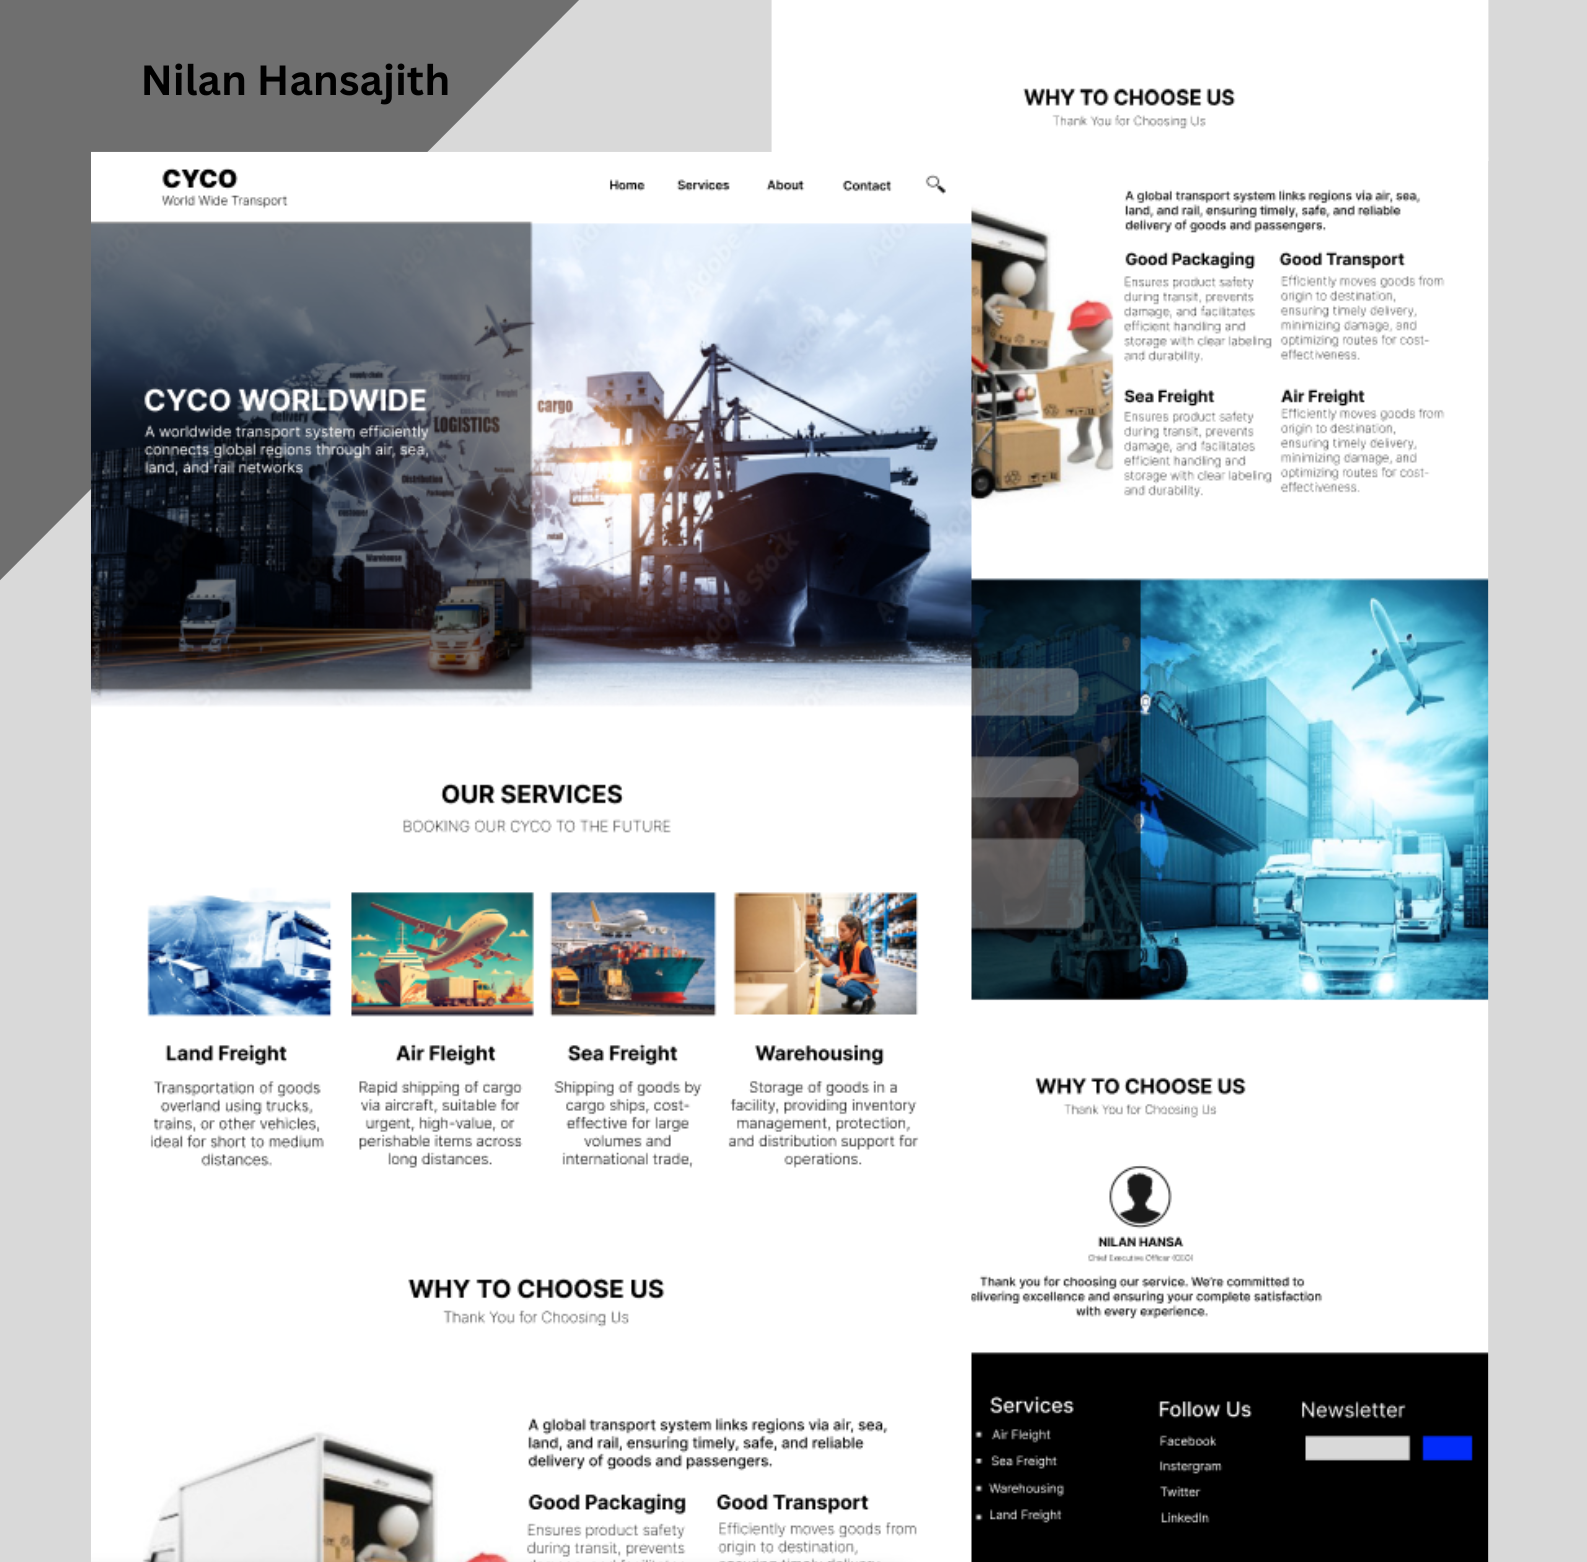 Nilan Hansajith
CYCO
World Wide Transport
Home
Services
About
Contact
CYCO WORLDWIDE
A worldwide transport system efficiently
connects global regions through air, sea,
land, and rail networks
supply chain
delivery
freight
LOGISTICS
cargo
Distribution
Packaging
customer
Warehouse
retail
Adobe Stock
OUR SERVICES
BOOKING OUR CYCO TO THE FUTURE
Land Freight
Transportation of goods
overland using trucks,
trains, or other vehicles,
ideal for short to medium
distances.
Air Fleight
Rapid shipping of cargo
via aircraft, suitable for
urgent, high-value, or
perishable items across
long distances.
Sea Freight
Shipping of goods by
cargo ships, cost-
effective for large
volumes and
international trade,
Warehousing
Storage of goods in a
facility, providing inventory
management, protection,
and distribution support for
operations.
WHY TO CHOOSE US
Thank You for Choosing Us
A global transport system links regions via air, sea,
land, and rail, ensuring timely, safe, and reliable
delivery of goods and passengers.
Good Packaging
Ensures product safety
during transit, prevents
Good Transport
Efficiently moves goods from
origin to destination,
WHY TO CHOOSE US
Thank You for Choosing Us
A global transport system links regions via air, sea,
land, and rail, ensuring timely, safe, and reliable
delivery of goods and passengers.
Good Packaging
Ensures product safety
during transit, prevents
damage, and facilitates
efficient handling and
storage with clear labeling
and durability.
Good Transport
Efficiently moves goods from
origin to destination,
ensuring timely delivery,
minimizing damage, and
optimizing routes for cost-
effectiveness.
Sea Freight
Ensures product safety
during transit, prevents
damage, and facilitates
efficient handling and
storage with clear labeling
and durability.
Air Freight
Efficiently moves goods from
origin to destination,
ensuring timely delivery,
minimizing damage, and
optimizing routes for cost-
effectiveness.
WHY TO CHOOSE US
Thank You for Choosing Us
NILAN HANSA
Chief Executive Officer (CEO)
Thank you for choosing our service. We're committed to
elivering excellence and ensuring your complete satisfaction
with every experience.
Services
Air Fleight
Sea Freight
Warehousing
Land Freight
Follow Us
Facebook
Instergram
Twitter
LinkedIn
Newsletter